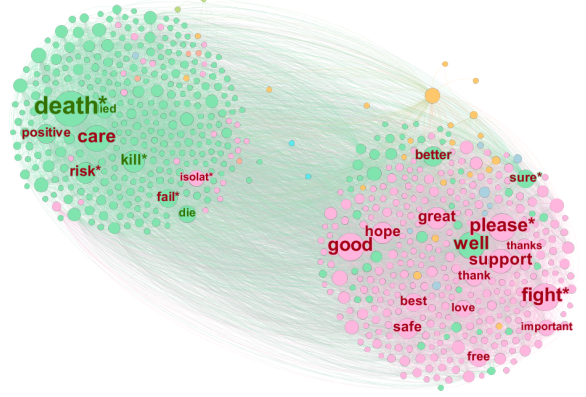 death*
ied
positive
care
kill*
risk*
isolat*
fail*
die
better
sure*
great
please*
hope
good
well
thanks
support
thank
fight*
best
love
safe
important
free